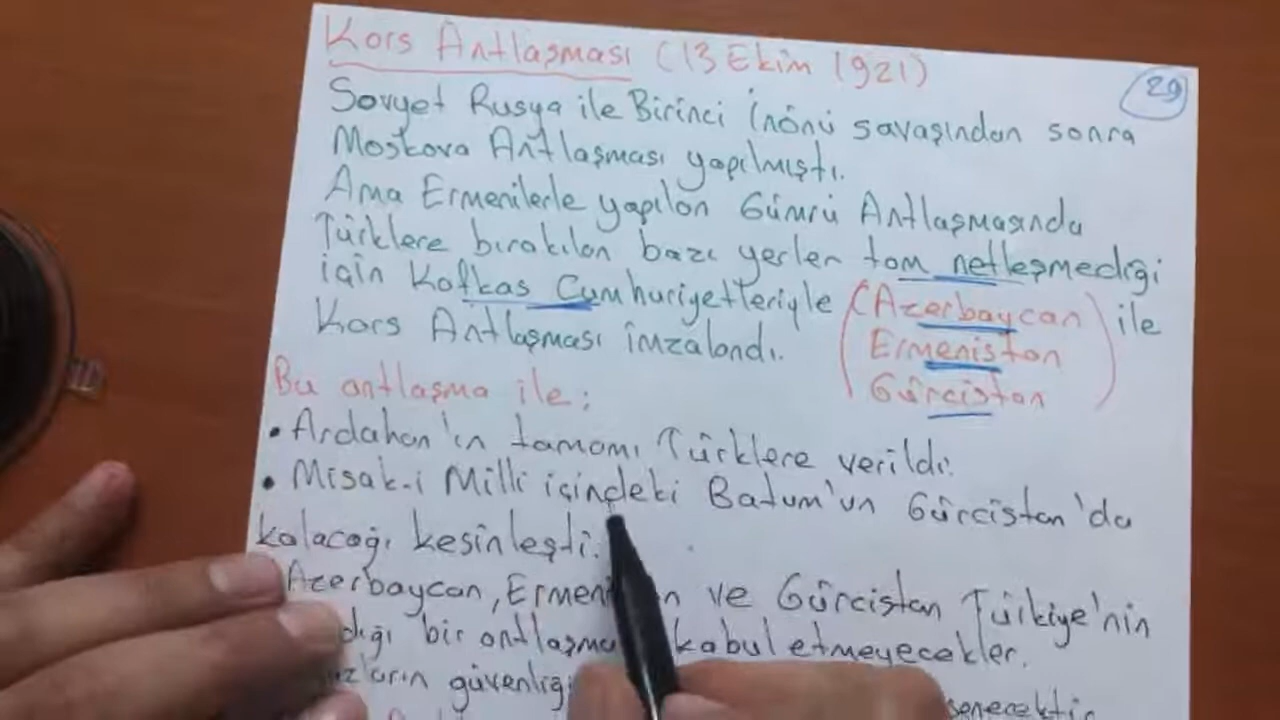 Kars Antlaşması (13 Ekim 1921)
29
Sovyet Rusya ile Birinci İnönü savaşından sonra
Moskova Antlaşması yapılmıştı.
Ama Ermenilerle yapılan Gümrü Antlaşmasında
Türklere bırakılan bazı yerler tam netleşmediği
için Kafkas Cumhuriyetleriyle (Azerbaycan
Ermenistan
Gürcistan) ile
Kars Antlaşması imzalandı.
Bu antlaşma ile:
• Ardahan'ın tamamı Türklere verildi.
• Misak-i Milli içindeki Batum'un Gürcistan'da
kalacağı kesinleşti.
Azerbaycan, ve Gürcistan Türkiye'nin
bir kabul etmeyecekler.